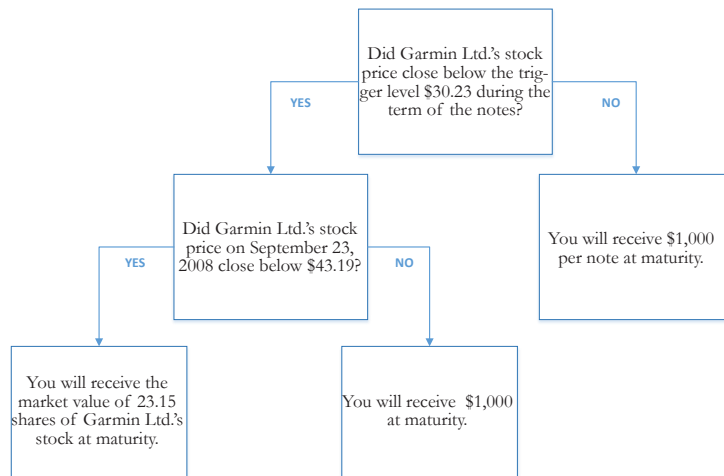 Did Garmin Ltd.'s stock
price close below the trig-
ger level $30.23 during the
term of the notes?
YES
NO
Did Garmin Ltd.'s stock
price on September 23,
2008 close below $43.19?
You will receive $1,000
per note at maturity.
YES
NO
You will receive the
market value of 23.15
shares of Garmin Ltd.'s
stock at maturity.
You will receive $1,000
at maturity.